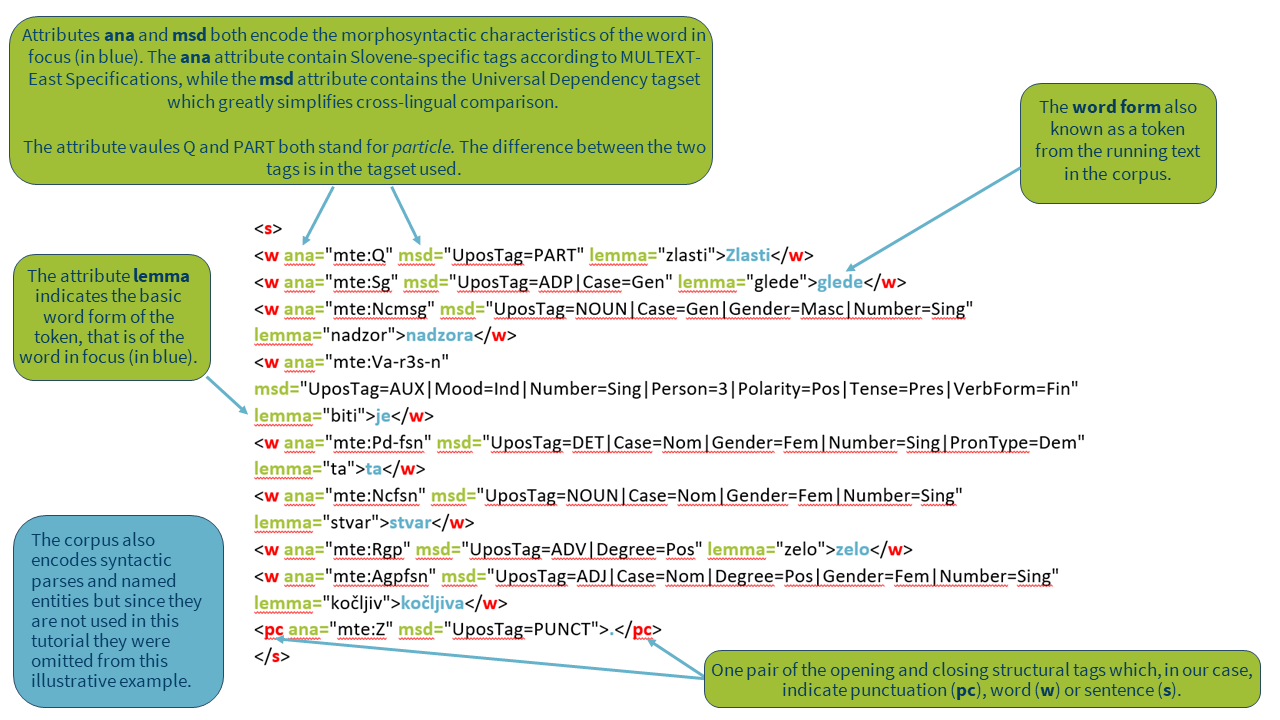 Attributes ana and msd both encode the morphosyntactic characteristics of the word in
focus (in blue). The ana attribute contain Slovene-specific tags according to MULTEXT-
East Specifications, while the msd attribute contains the Universal Dependency tagset
which greatly simplifies cross-lingual comparison.
The attribute vaules Q and PART both stand for particle. The difference between the two
tags is in the tagset used.
The word form also
known as a token
from the running text
in the corpus.
The attribute lemma
indicates the basic
word form of the
token, that is of the
word in focus (in blue).
<s>
<w ana="mte:Q" msd="UposTag=PART" lemma="zlasti">Zlasti</w>
<w ana="mte:Sg" msd="UposTag=ADP|Case=Gen" lemma="glede">glede</w>
<w ana="mte:Ncmsg" msd="UposTag=NOUN|Case=Gen|Gender=Masc|Number=Sing"
lemma="nadzor">nadzora</w>
<w ana="mte:Va-r3s-n"
msd="UposTag=AUX|Mood=Ind|Number=Sing|Person=3|Polarity=Pos|Tense=Pres|VerbForm=Fin"
lemma="biti">je</w>
<w ana="mte:Pd-fsn" msd="UposTag=DET|Case=Nom|Gender=Fem|Number=Sing|PronType=Dem"
lemma="ta">ta</w>
<w ana="mte:Ncfsn" msd="UposTag=NOUN|Case=Nom|Gender=Fem|Number=Sing"
lemma="stvar">stvar</w>
<w ana="mte:Rgp" msd="UposTag=ADV|Degree=Pos" lemma="zelo">zelo</w>
<w ana="mte:Agpfsn" msd="UposTag=ADJ|Case=Nom|Degree=Pos|Gender=Fem|Number=Sing"
lemma="kočljiv">kočljiva</w>
<pc ana="mte:Z" msd="UposTag=PUNCT">.</pc>
</s>
The corpus also
encodes syntactic
parses and named
entities but since they
are not used in this
tutorial they were
omitted from this
illustrative example.
One pair of the opening and closing structural tags which, in our case,
indicate punctuation (pc), word (w) or sentence (s).